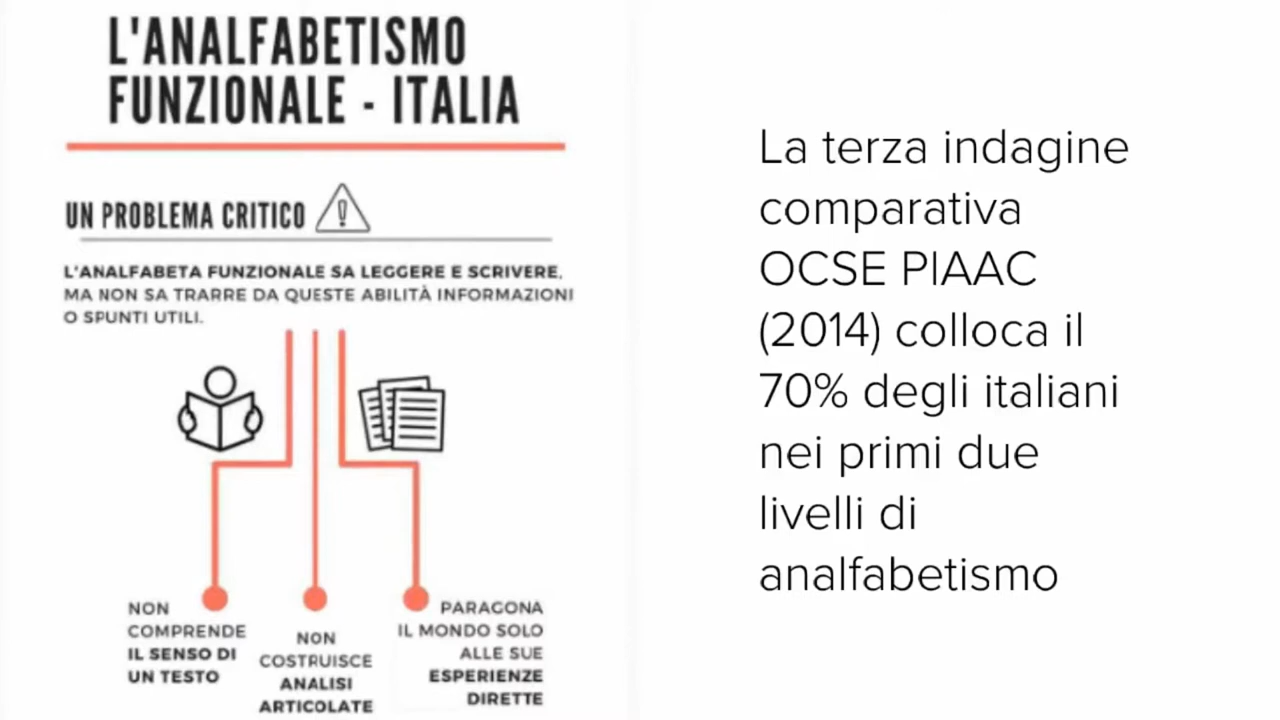 L'ANALFABETISMO
FUNZIONALE - ITALIA
UN PROBLEMA CRITICO
L'ANALFABETA FUNZIONALE SA LEGGERE E SCRIVERE,
MA NON SA TRARRE DA QUESTE ABILITÀ INFORMAZIONI
O SPUNTI UTILI.
NON
COMPRENDE
IL SENSO DI
UN TESTO
NON
COSTRUISCE
ANALISI
ARTICOLATE
PARAGONA
IL MONDO SOLO
ALLE SUE
ESPERIENZE
DIRETTE
La terza indagine
comparativa
OCSE PIAAC
(2014) colloca il
70% degli italiani
nei primi due
livelli di
analfabetismo